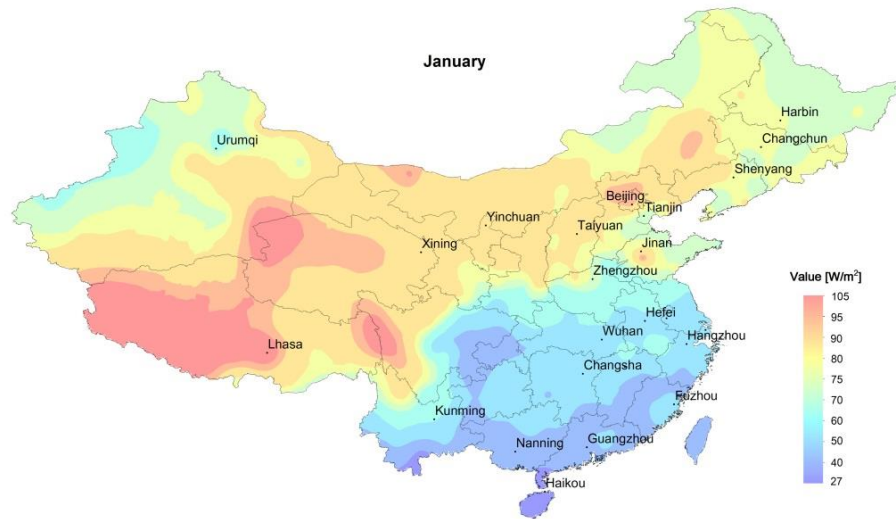 January
Harbin
Urumqi
Changchun
Shenyang
Beijing
Tianjin
Yinchuan
Taiyuan
Xining
Jinan
Zhengzhou
Value [W/m²]
105
90
85
80
75
70
60
50
40
27
Hefei
Wuhan
Hangzhou
Lhasa
Changsha
Fuzhou
Kunming
Nanning
Guangzhou
Haikou